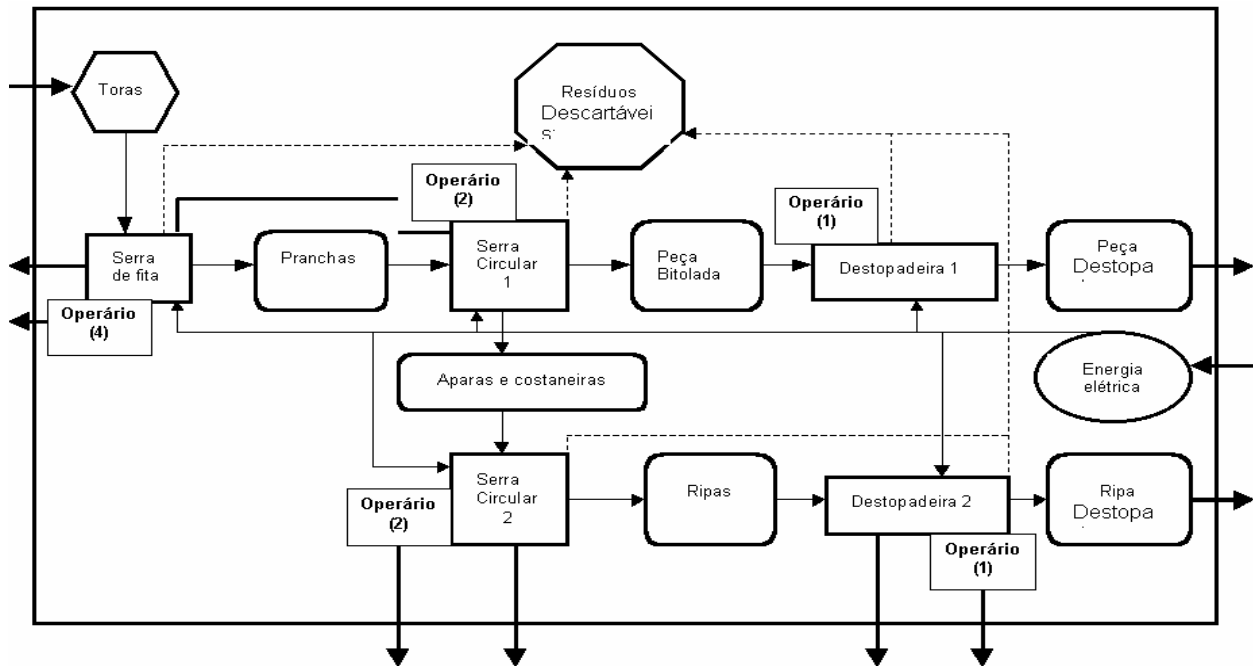 Toras
Resíduos
Descartávei
s
Operário
(2)
Operário
(1)
Serra
de fita
Pranchas
Serra
Circular
1
Peça
Bitolada
Destopadeira 1
Peça
Destopa
Operário
(4)
Aparas e costaneiras
Energia
elétrica
Serra
Circular
2
Operário
(2)
Ripas
Destopadeira 2
Ripa
Destopa
Operário
(1)